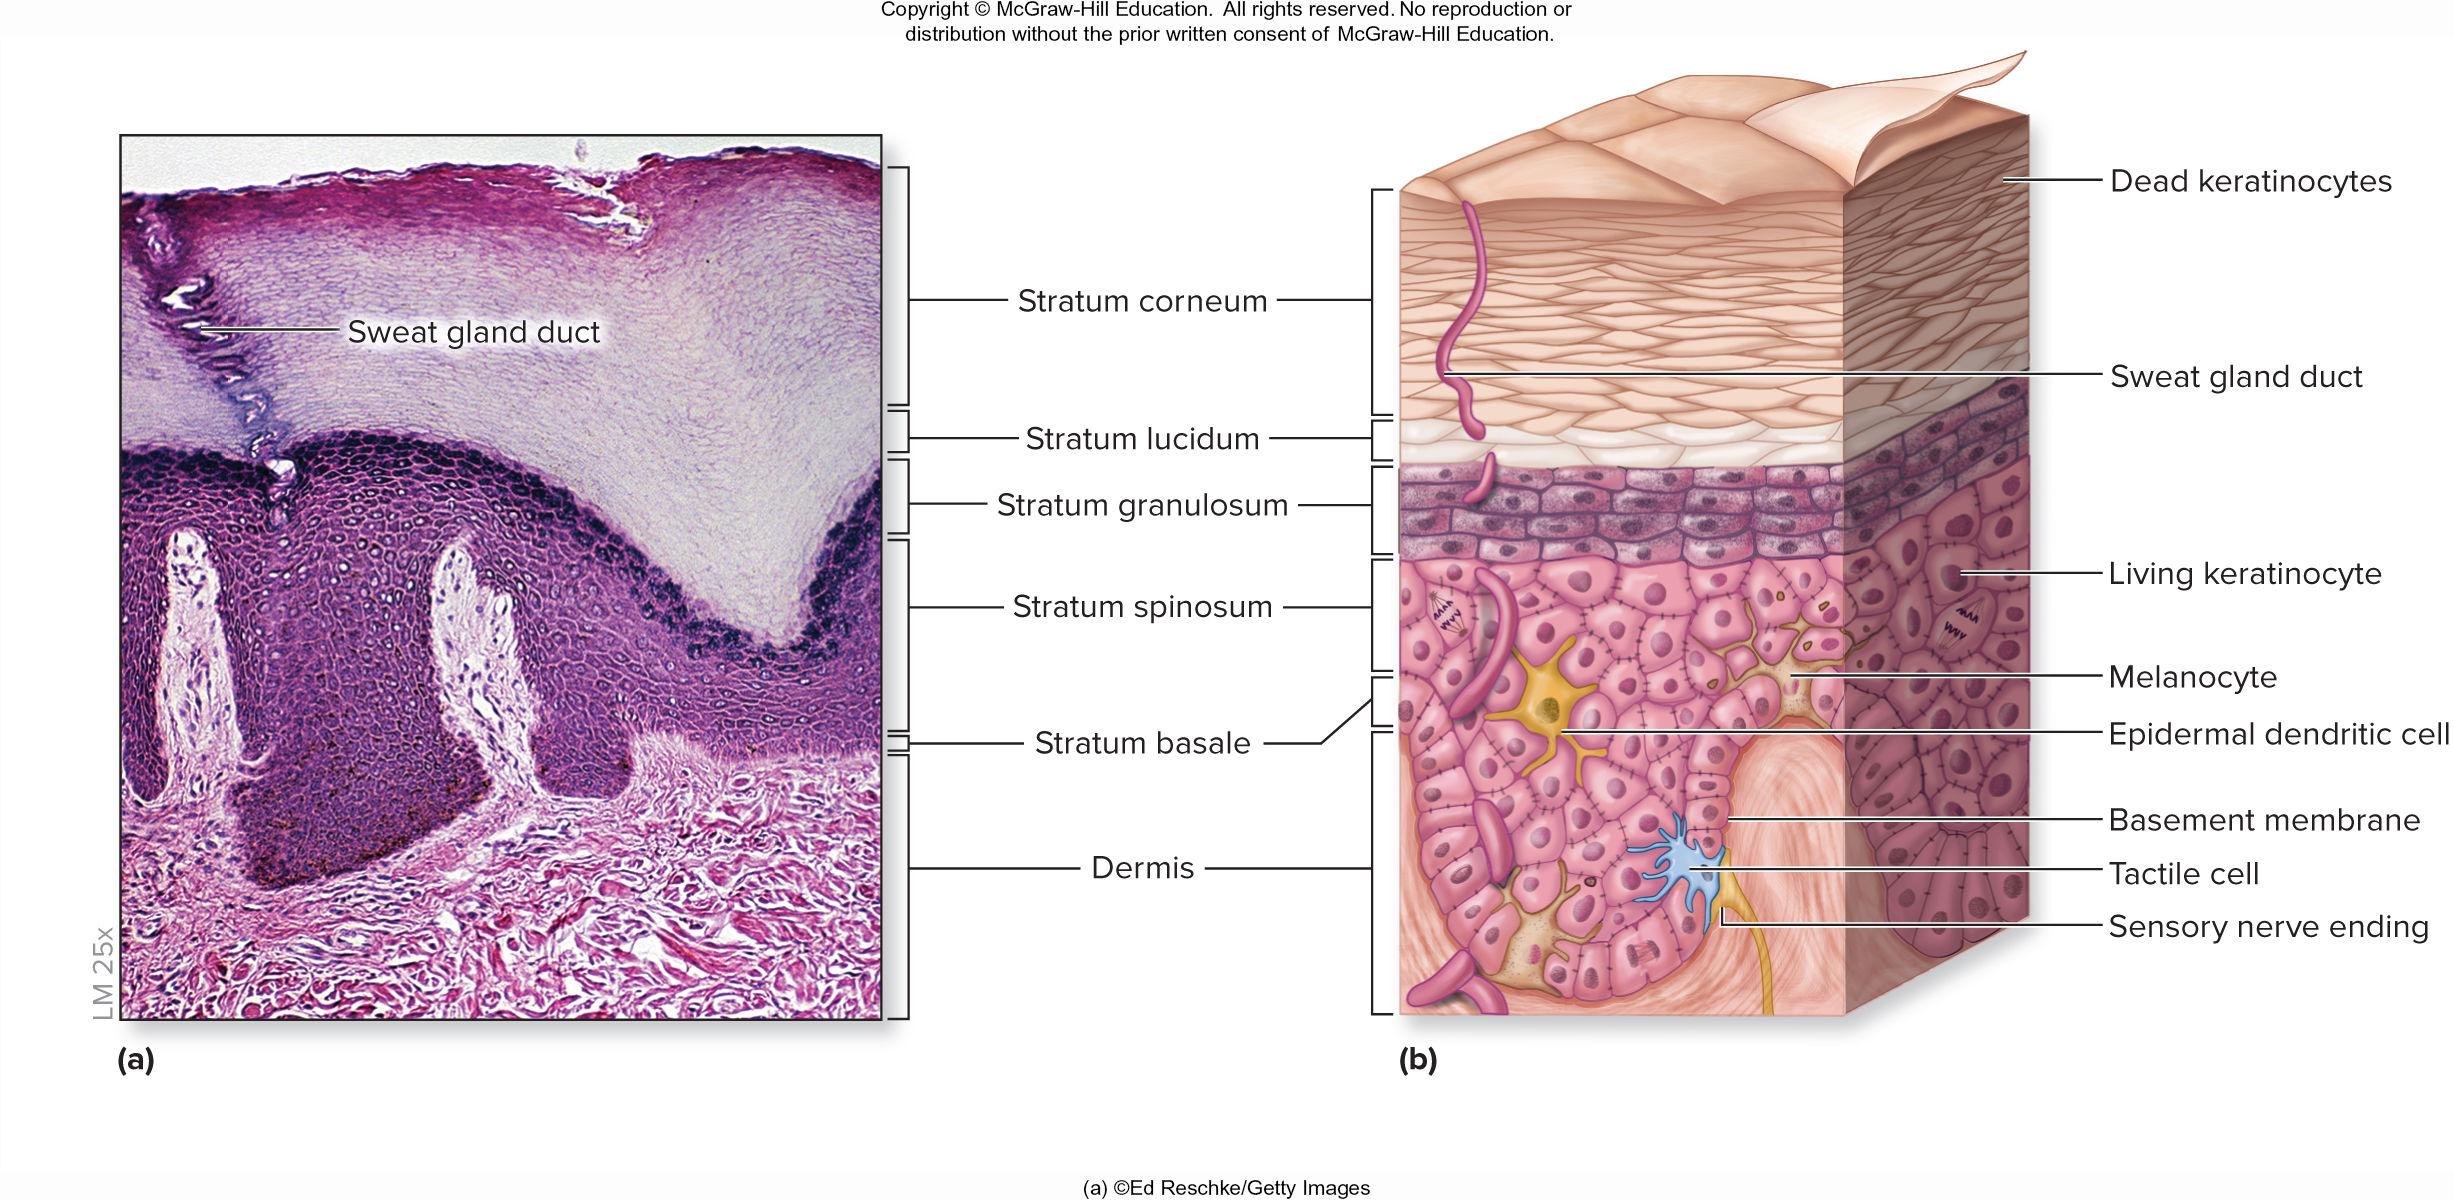 Copyright © McGraw-Hill Education.  All rights reserved. No reproduction or
distribution without the prior written consent of McGraw-Hill Education.
Dead keratinocytes
Stratum corneum
Sweat gland duct
Sweat gland duct
Stratum lucidum
Stratum granulosum
Living keratinocyte
Stratum spinosum
Melanocyte
Epidermal dendritic cell
Stratum basale
Basement membrane
Dermis
Tactile cell
Sensory nerve ending
LM 25x
(a)
(b)
(a) ©Ed Reschke/Getty Images